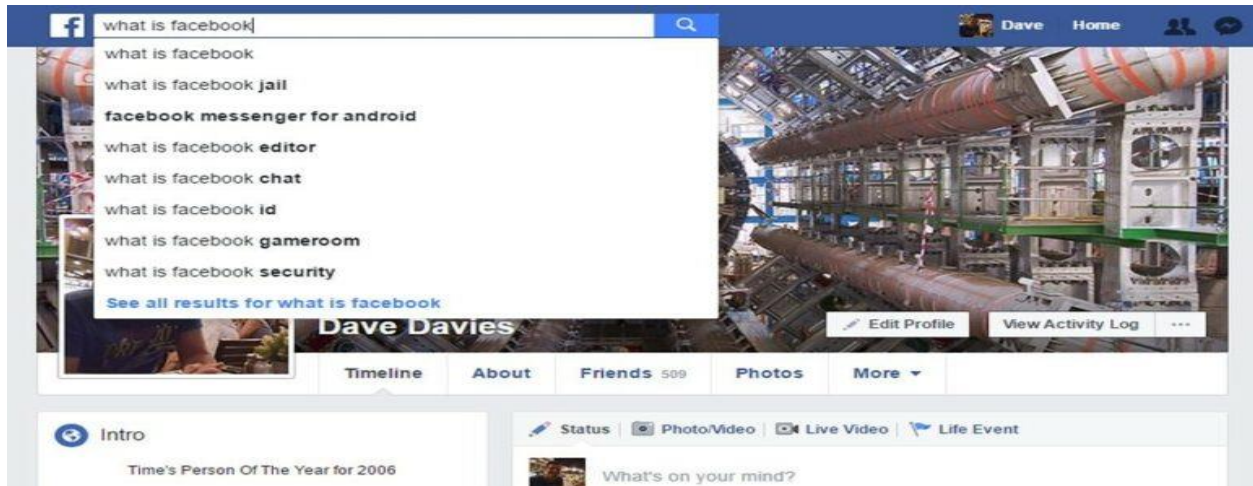 f what is facebook Dave Home
what is facebook
what is facebook jail
facebook messenger for android
what is facebook editor
what is facebook chat
what is facebook id
what is facebook gameroom
what is facebook security
See all results for what is facebook
Dave Davies Edit Profile View Activity Log ...
Timeline About Friends 509 Photos More
Intro
Time's Person Of The Year for 2006
Status Photo/Video Live Video Life Event
What's on your mind?